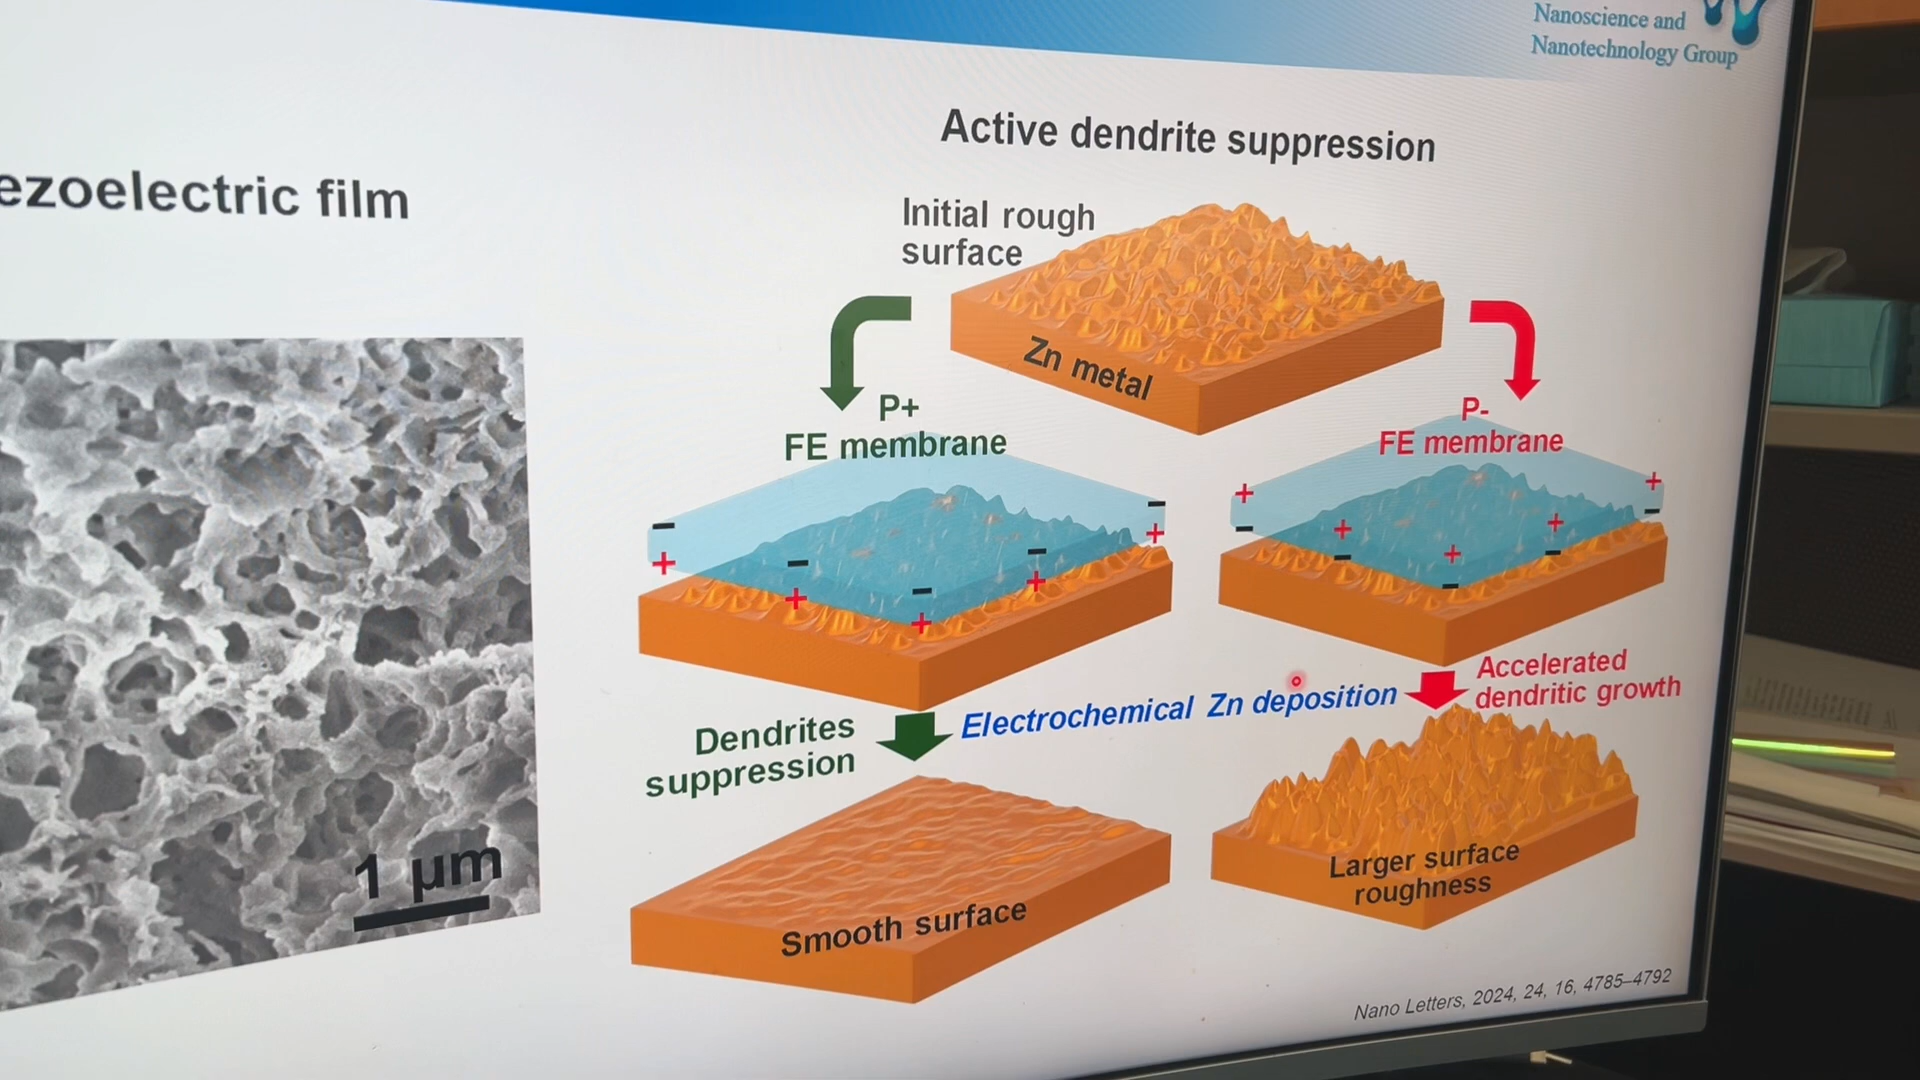 Nanoscience and
Nanotechnology Group
ezoelectric film
1 µm
Active dendrite suppression
Initial rough
surface
Zn metal
P+
FE membrane
P-
FE membrane
Dendrites
suppression
Electrochemical Zn deposition
Accelerated
dendritic growth
Smooth surface
Larger surface
roughness
Nano Letters, 2024, 24, 16, 4785–4792